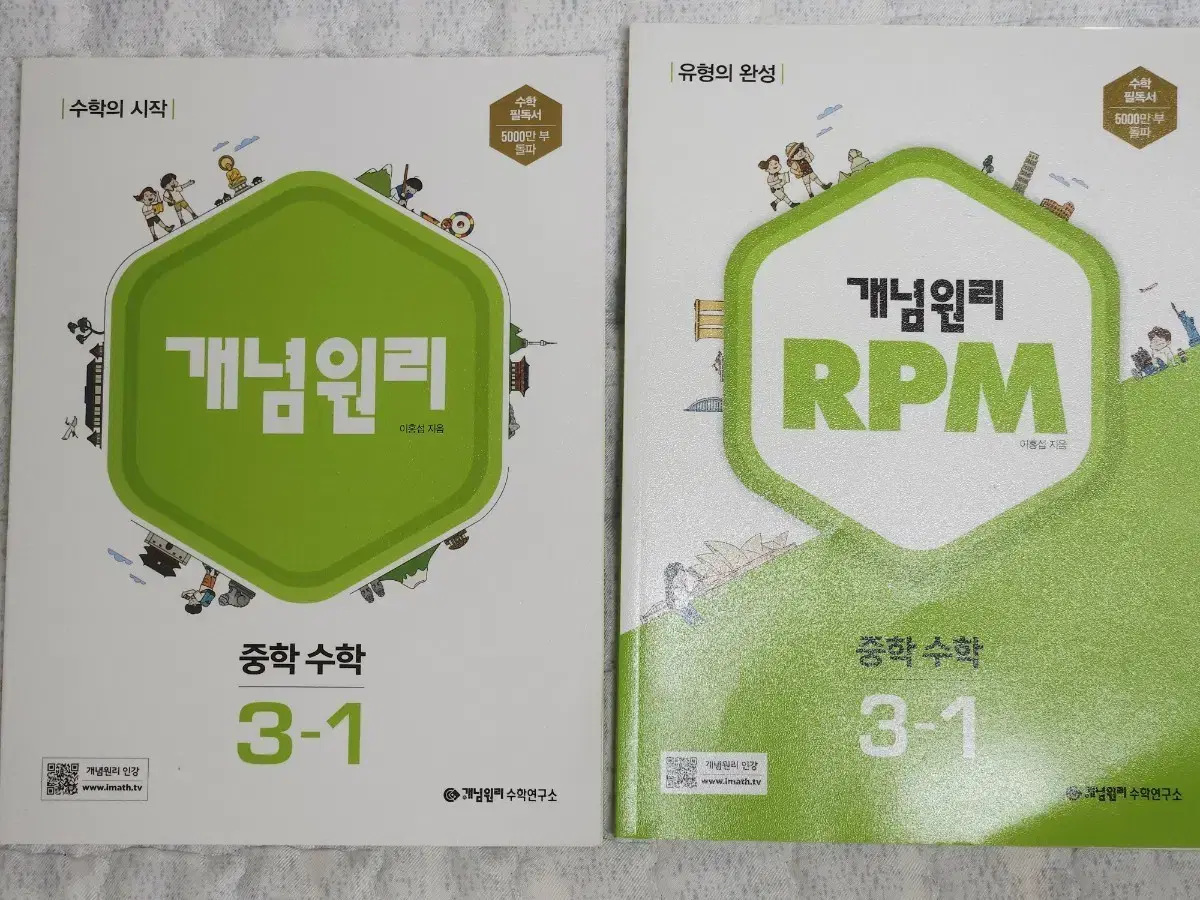 |수학의 시작|
수학
필독서
5000만 부
돌파
개념원리
이홍섭 지음
중학 수학
3-1
개념원리 인강
www.imath.tv
개념원리 수학연구소
|유형의 완성|
수학
필독서
5000만 부
돌파
개념원리
RPM
이홍섭 지음
중학 수학
3-1
개념원리 인강
www.imath.tv
개념원리 수학연구소